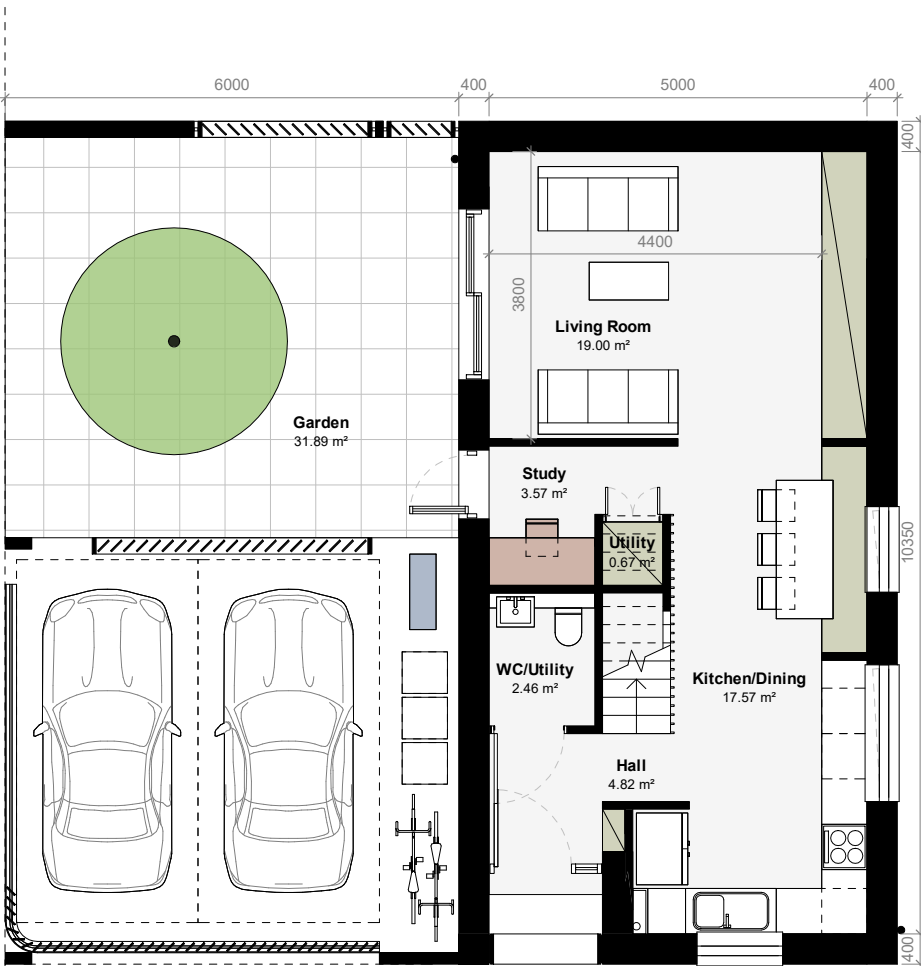 6000
400
5000
400
400
4400
3800
Living Room
19.00 m²
Garden
31.89 m²
Study
3.57 m²
Utility
0.67 m²
10350
WC/Utility
2.46 m²
Kitchen/Dining
17.57 m²
Hall
4.82 m²
400